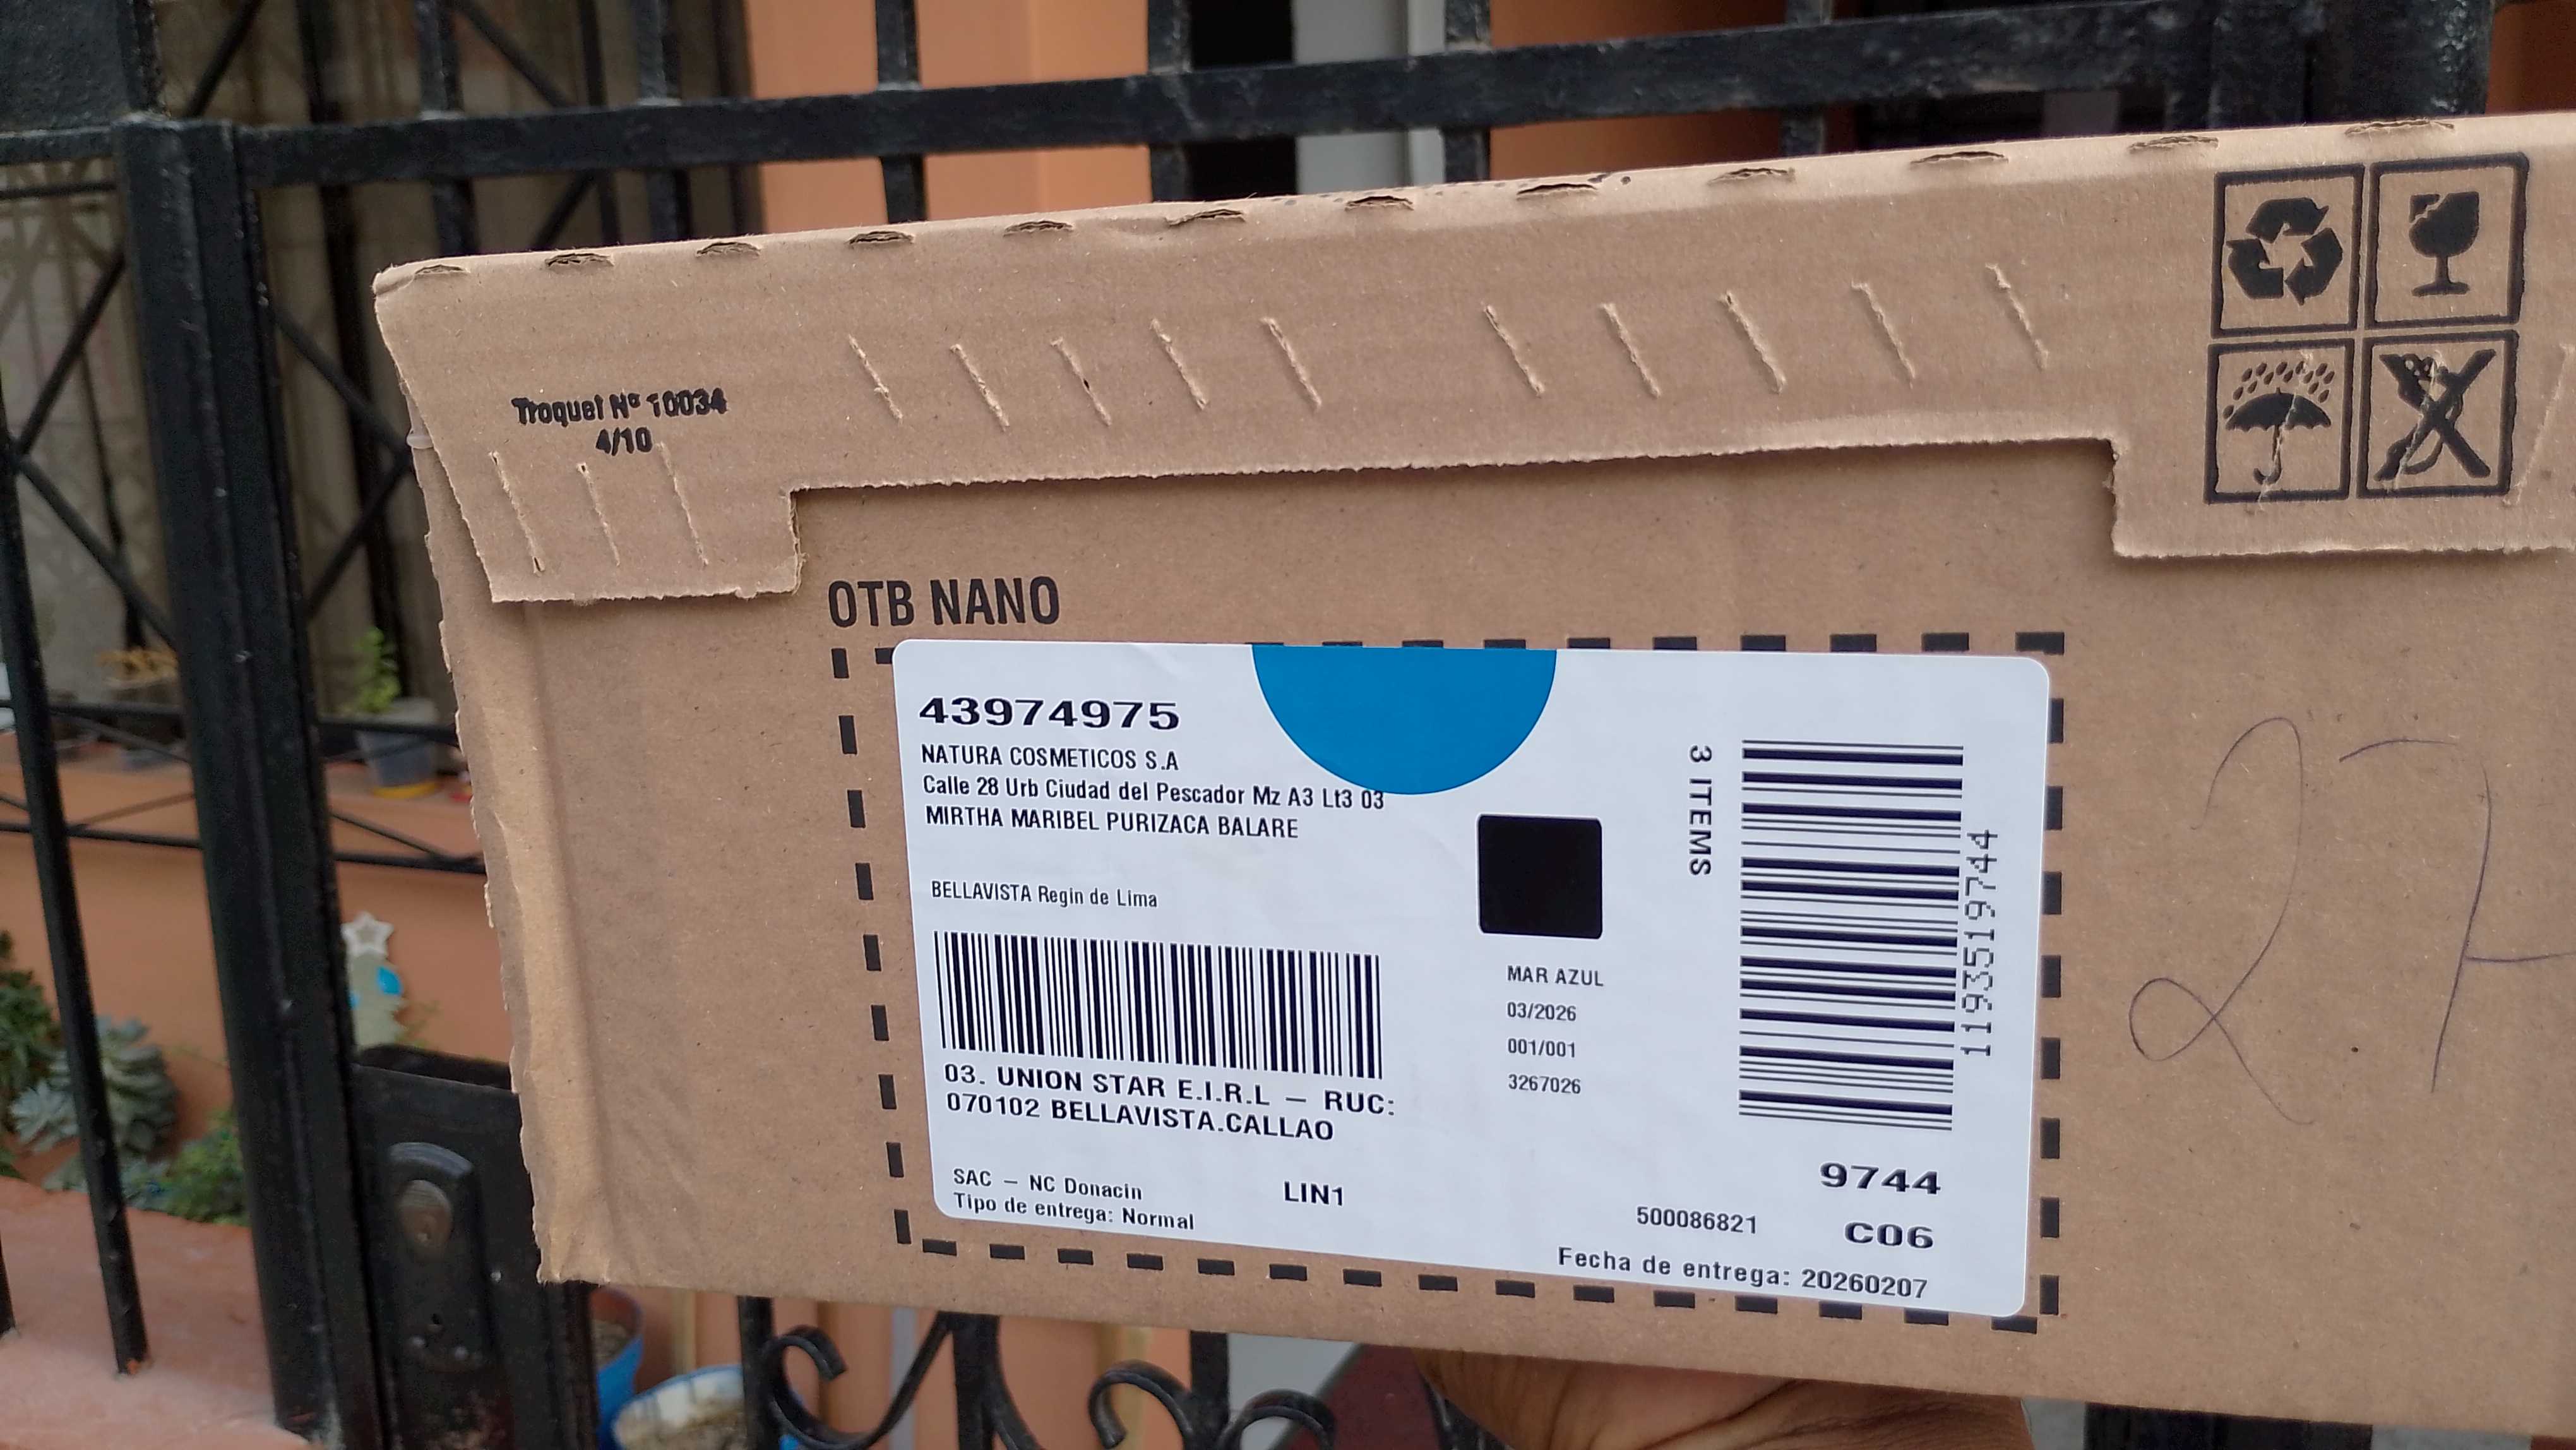 Troquel Nº 10034
4/10
OTB NANO
43974975
NATURA COSMETICOS S.A
Calle 28 Urb Ciudad del Pescador Mz A3 Lt3 03
MIRTHA MARIBEL PURIZACA BALARE
BELLAVISTA Regin de Lima
03. UNION STAR E.I.R.L – RUC:
070102 BELLAVISTA.CALLAO
SAC – NC Donacin
Tipo de entrega: Normal
LIN1
MAR AZUL
03/2026
001/001
3267026
3 ITEMS
1193519744
9744
500086821
C06
Fecha de entrega: 20260207
27